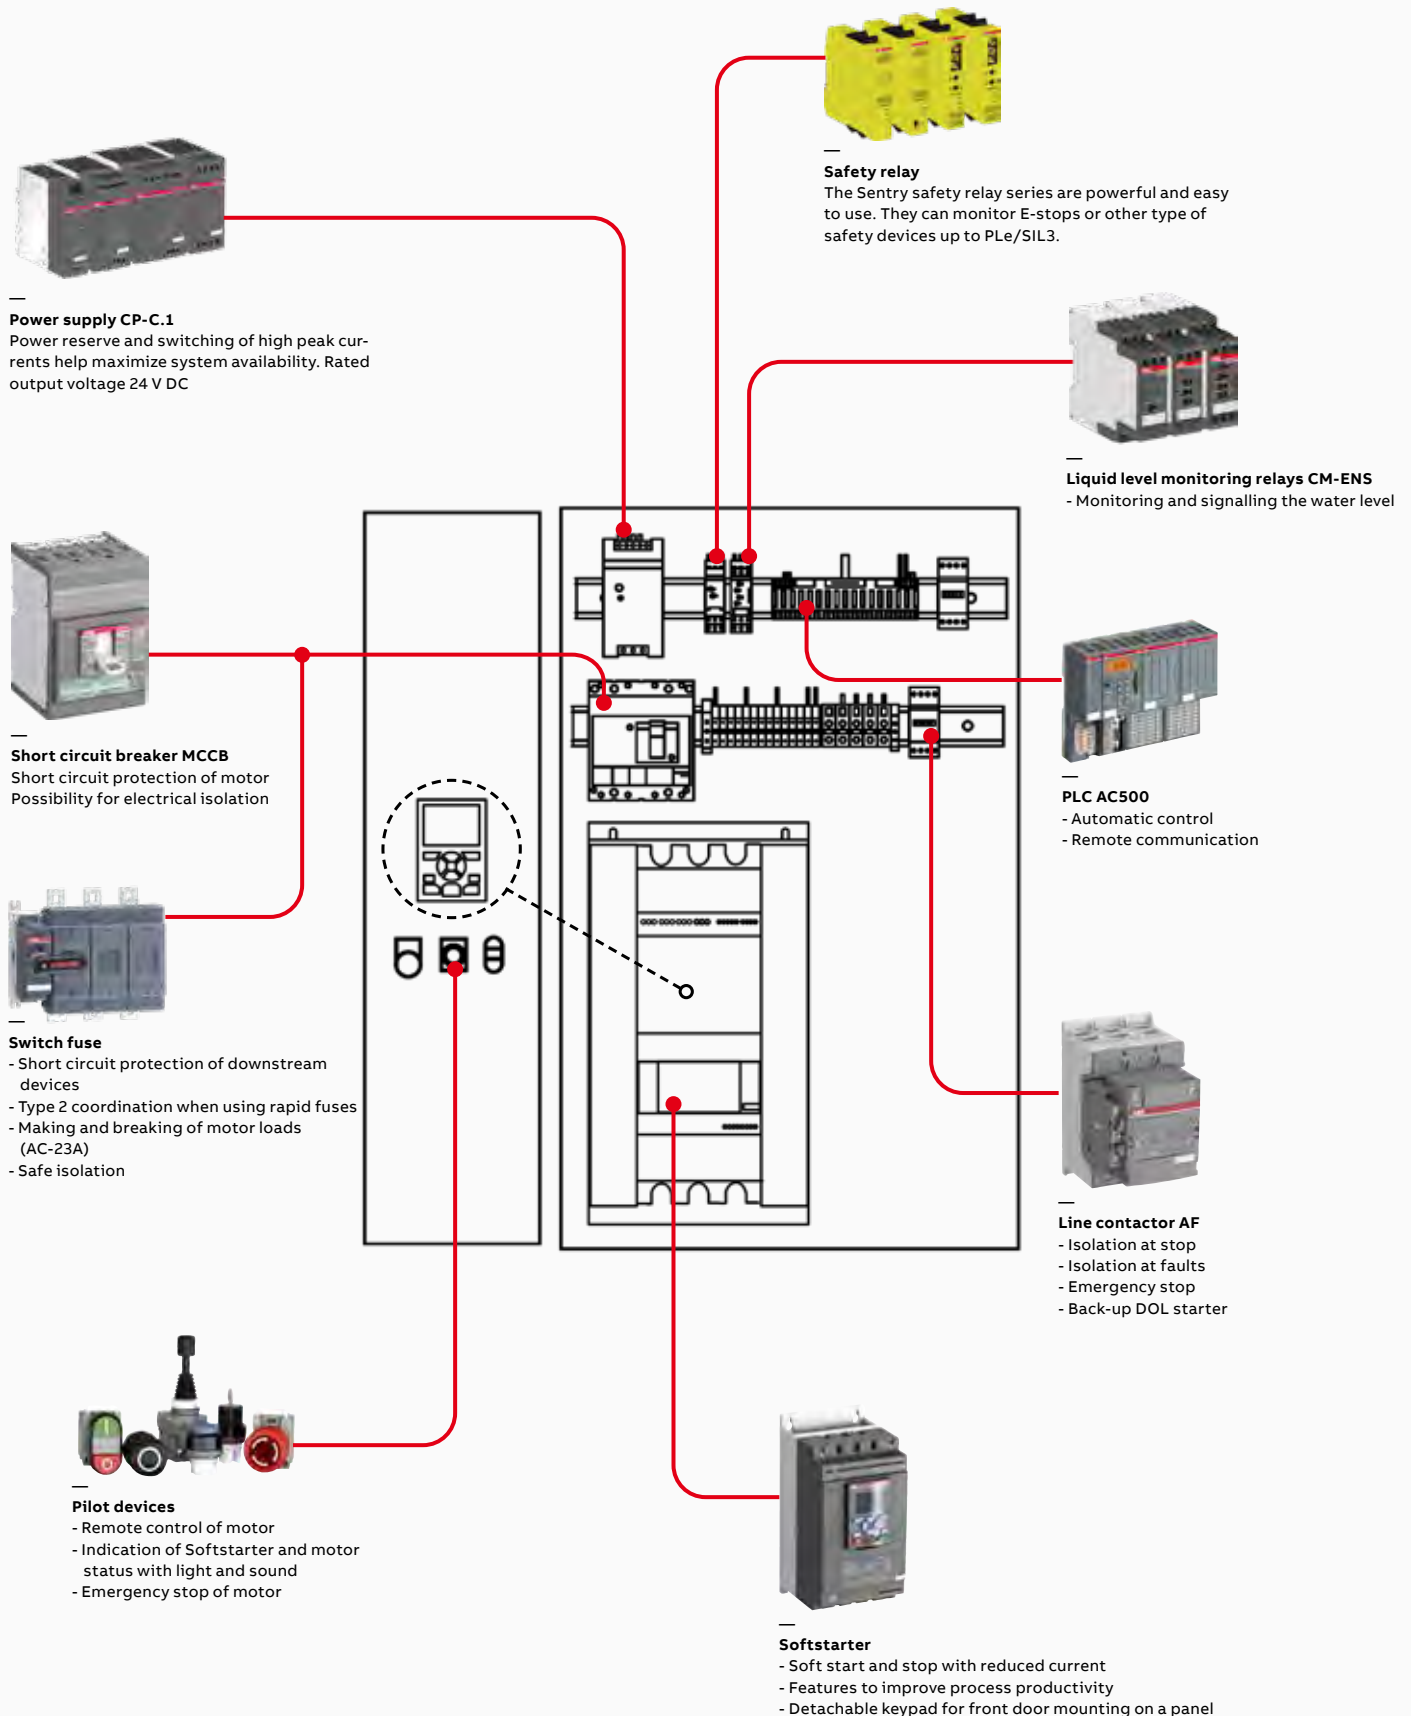 Safety relay
The Sentry safety relay series are powerful and easy
to use. They can monitor E-stops or other type of
safety devices up to PLe/SIL3.
Power supply CP-C.1
Power reserve and switching of high peak cur-
rents help maximize system availability. Rated
output voltage 24 V DC
Liquid level monitoring relays CM-ENS
- Monitoring and signalling the water level
Short circuit breaker MCCB
Short circuit protection of motor
Possibility for electrical isolation
PLC AC500
- Automatic control
- Remote communication
Switch fuse
- Short circuit protection of downstream
devices
- Type 2 coordination when using rapid fuses
- Making and breaking of motor loads
(AC-23A)
- Safe isolation
Line contactor AF
- Isolation at stop
- Isolation at faults
- Emergency stop
- Back-up DOL starter
Pilot devices
- Remote control of motor
- Indication of Softstarter and motor
status with light and sound
- Emergency stop of motor
Softstarter
- Soft start and stop with reduced current
- Features to improve process productivity
- Detachable keypad for front door mounting on a panel